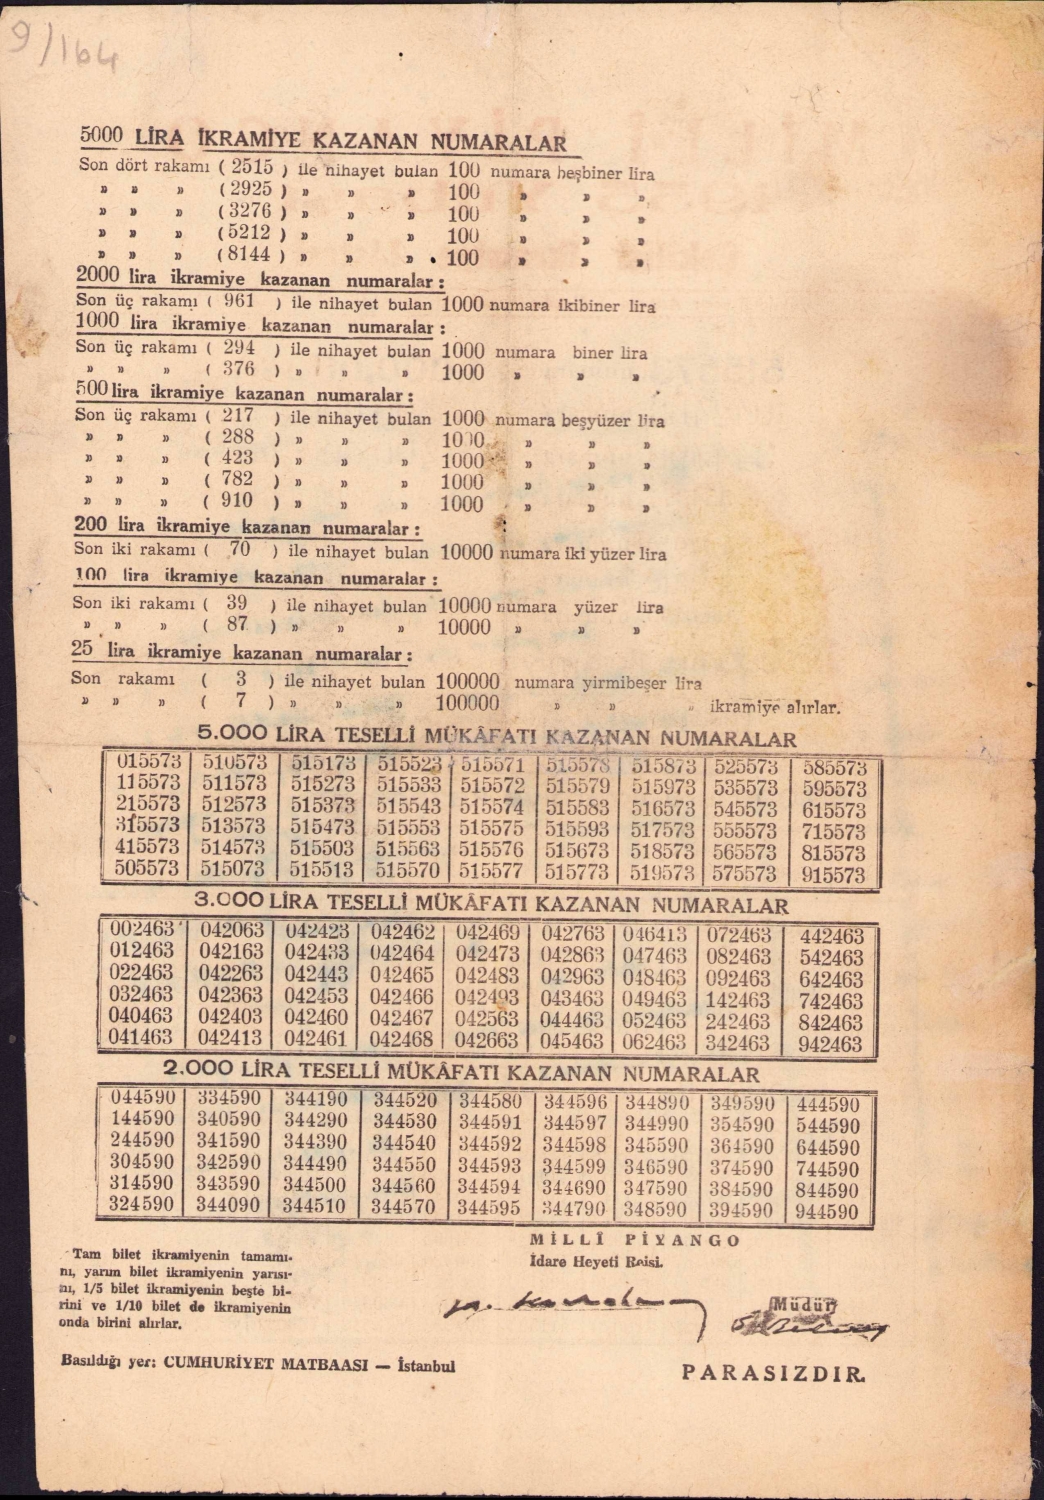 9/164
5000 LİRA İKRAMİYE KAZANAN NUMARALAR
Son dört rakamı ( 2515 ) ile nihayet bulan 100 numara beşbiner lira
» » » ( 2925 ) » » » 100 » » »
» » » ( 3276 ) » » » 100 » » »
» » » ( 5212 ) » » » 100 » » »
» » » ( 8144 ) » » » 100 » » »
2000 lira ikramiye kazanan numaralar :
Son üç rakamı ( 961 ) ile nihayet bulan 1000 numara ikibiner lira
1000 lira ikramiye kazanan numaralar :
Son üç rakamı ( 294 ) ile nihayet bulan 1000 numara biner lira
» » » ( 376 ) » » » 1000 » » »
500 lira ikramiye kazanan numaralar :
Son üç rakamı ( 217 ) ile nihayet bulan 1000 numara beşyüzer lira
» » » ( 288 ) » » » 1000 » » »
» » » ( 423 ) » » » 1000 » » »
» » » ( 782 ) » » » 1000 » » »
» » » ( 910 ) » » » 1000 » » »
200 lira ikramiye kazanan numaralar :
Son iki rakamı ( 70 ) ile nihayet bulan 10000 numara iki yüzer lira
100 lira ikramiye kazanan numaralar :
Son iki rakamı ( 39 ) ile nihayet bulan 10000 numara yüzer lira
» » » ( 87 ) » » » 10000 » » »
25 lira ikramiye kazanan numaralar :
Son rakamı ( 3 ) ile nihayet bulan 100000 numara yirmibeşer lira
» » » ( 7 ) » » » 100000 » » » ikramiye alırlar.
5.000 LİRA TESELLİ MÜKÂFATI KAZANAN NUMARALAR
015573 510573 515173 515523 515571 515578 515873 525573 585573
115573 511573 515273 515533 515572 515579 515973 535573 595573
215573 512573 515373 515543 515574 515583 516573 545573 615573
315573 513573 515473 515553 515575 515593 517573 555573 715573
415573 514573 515503 515563 515576 515673 518573 565573 815573
505573 515073 515513 515570 515577 515773 519573 575573 915573
3.000 LİRA TESELLİ MÜKÂFATI KAZANAN NUMARALAR
002463 042063 042423 042462 042469 042763 046413 072463 442463
012463 042163 042433 042464 042473 042863 047463 082463 542463
022463 042263 042443 042465 042483 042963 048463 092463 642463
032463 042363 042453 042466 042493 043463 049463 142463 742463
040463 042403 042460 042467 042563 044463 052463 242463 842463
041463 042413 042461 042468 042663 045463 062463 342463 942463
2.000 LİRA TESELLİ MÜKÂFATI KAZANAN NUMARALAR
044590 334590 344190 344520 344580 344596 344890 349590 444590
144590 340590 344290 344530 344591 344597 344990 354590 544590
244590 341590 344390 344540 344592 344598 345590 364590 644590
304590 342590 344490 344550 344593 344599 346590 374590 744590
314590 343590 344500 344560 344594 344690 347590 384590 844590
324590 344090 344510 344570 344595 344790 348590 394590 944590
MİLLİ PİYANGO
İdare Heyeti Reisi.
Müdür
Tam bilet ikramiyenin tamamı-
nı, yarım bilet ikramiyenin yarısı-
nı, 1/5 bilet ikramiyenin beşte bi-
rini ve 1/10 bilet de ikramiyenin
onda birini alırlar.
Basıldığı yer: CUMHURİYET MATBAASI — İstanbul
PARASIZDIR.